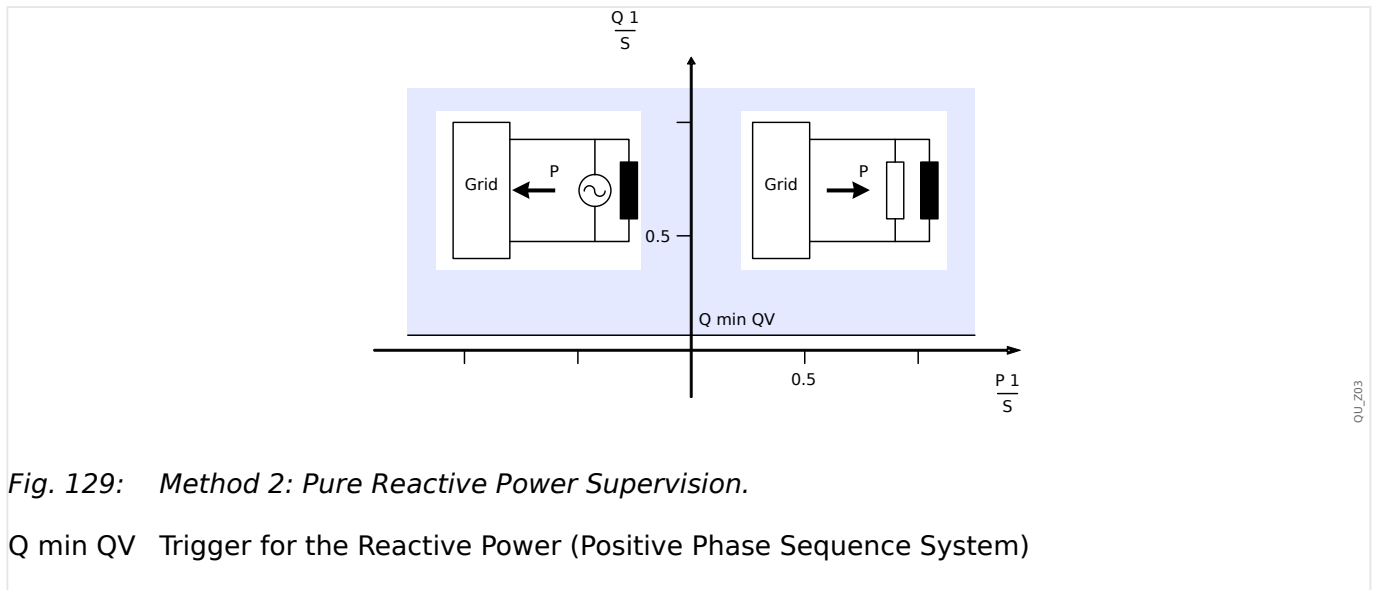 Q 1
S
P
P
Grid
Grid
0.5
Q min QV
0.5
P 1
S
QU_Z03
Fig. 129: Method 2: Pure Reactive Power Supervision.
Q min QV Trigger for the Reactive Power (Positive Phase Sequence System)